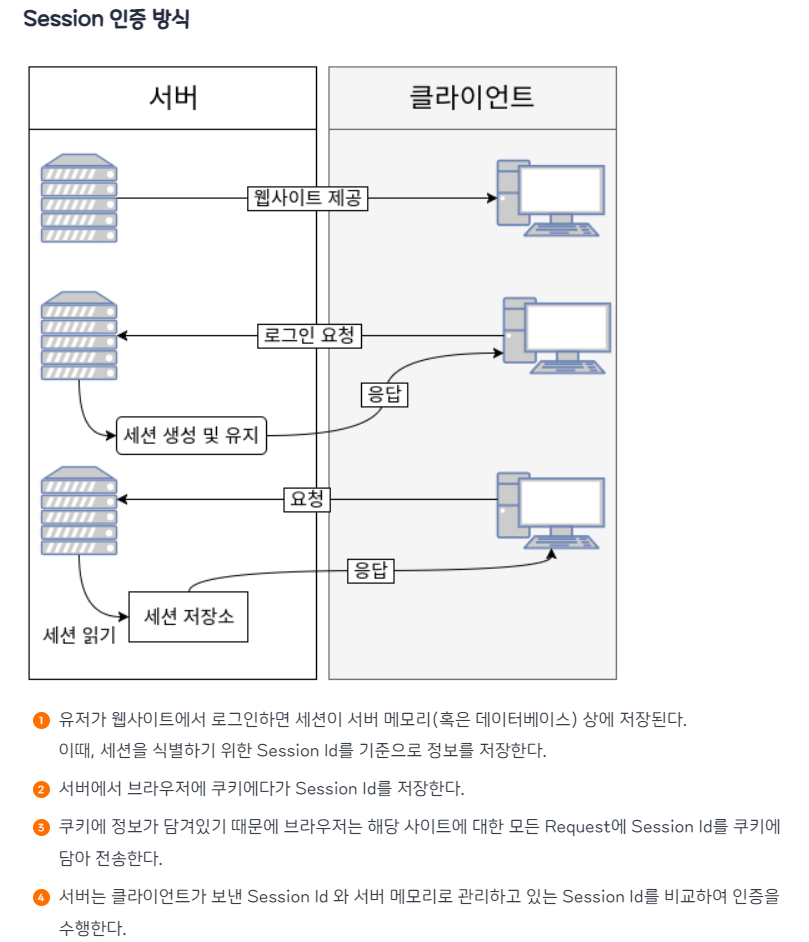 Session 인증 방식
서버
클라이언트
웹사이트 제공
로그인 요청
응답
세션 생성 및 유지
요청
응답
세션 저장소
세션 읽기
1 유저가 웹사이트에서 로그인하면 세션이 서버 메모리(혹은 데이터베이스) 상에 저장된다.
이때, 세션을 식별하기 위한 Session Id를 기준으로 정보를 저장한다.
2 서버에서 브라우저에 쿠키에다가 Session Id를 저장한다.
3 쿠키에 정보가 담겨있기 때문에 브라우저는 해당 사이트에 대한 모든 Request에 Session Id를 쿠키에
담아 전송한다.
4 서버는 클라이언트가 보낸 Session Id 와 서버 메모리로 관리하고 있는 Session Id를 비교하여 인증을
수행한다.